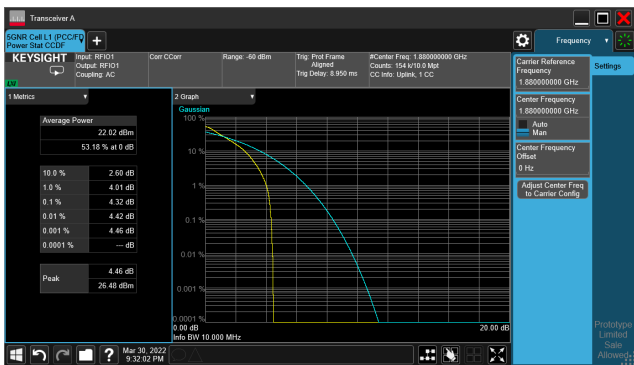 Transceiver A
5GNR Cell L1 (PCC/FD
Power Stat CCDF
+
KEYSIGHT
LV
Input: RFIO1
Output: RFIO1
Coupling: AC
Corr CCorr
Range: -60 dBm
Trig: Prot Frame
Aligned
Trig Delay: 8.950 ms
#Center Freq: 1.880000000 GHz
Counts: 154 k/10.0 Mpt
CC Info: Uplink, 1 CC
Frequency
Settings
Carrier Reference
Frequency
1.880000000 GHz
Center Frequency
1.880000000 GHz
Auto
Man
Center Frequency
Offset
0 Hz
Adjust Center Freq
to Carrier Config
1 Metrics
Average Power
22.02 dBm
53.18 % at 0 dB
10.0 % 2.60 dB
1.0 % 4.01 dB
0.1 % 4.32 dB
0.01 % 4.42 dB
0.001 % 4.46 dB
0.0001 % --- dB
Peak
4.46 dB
26.48 dBm
2 Graph
Gaussian
100 %
10 %
1 %
0.1 %
0.01 %
0.001 %
0.0001 %
0.00 dB
20.00 dB
Info BW 10.000 MHz
Mar 30, 2022
9:32:02 PM
?
Prototype
Limited
Sale
Allowed